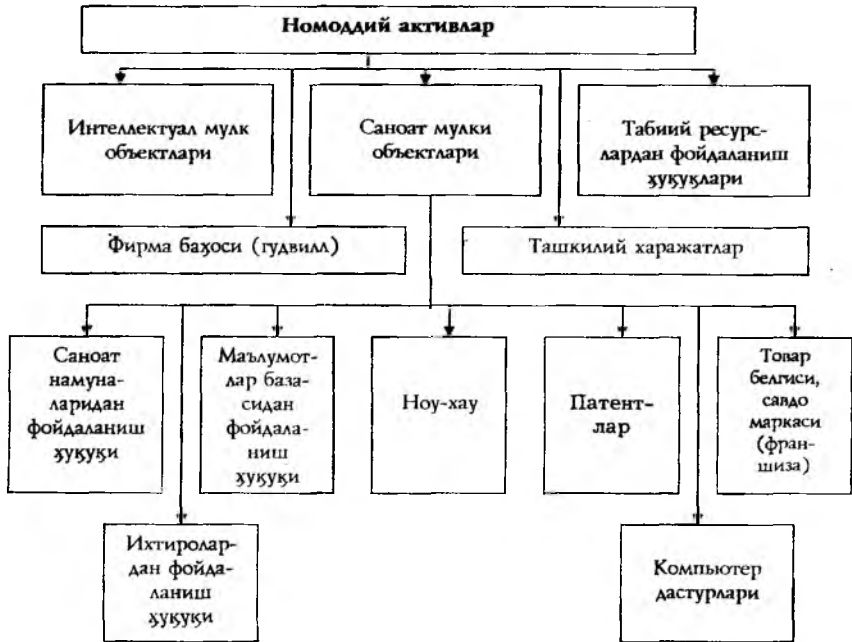 Номоддий активлар
Интеллектуал мулк
объектлари
Саноат мулки
объектлари
Табиий ресурс-
лардан фойдаланиш
ҳуқуқлари
Фирма баҳоси (гудвилл)
Ташкилий харажатлар
Саноат
намуна-
ларидан
фойдаланиш
ҳуқуқи
Маълумот-
лар база-
сидан
фойдала-
ниш
ҳуқуқи
Ноу-хау
Патент-
лар
Товар
белгиси,
савдо
маркаси
(фран-
шиза)
Ихтиролар-
дан фойда-
ланиш
ҳуқуқи
Компьютер
дастурлари